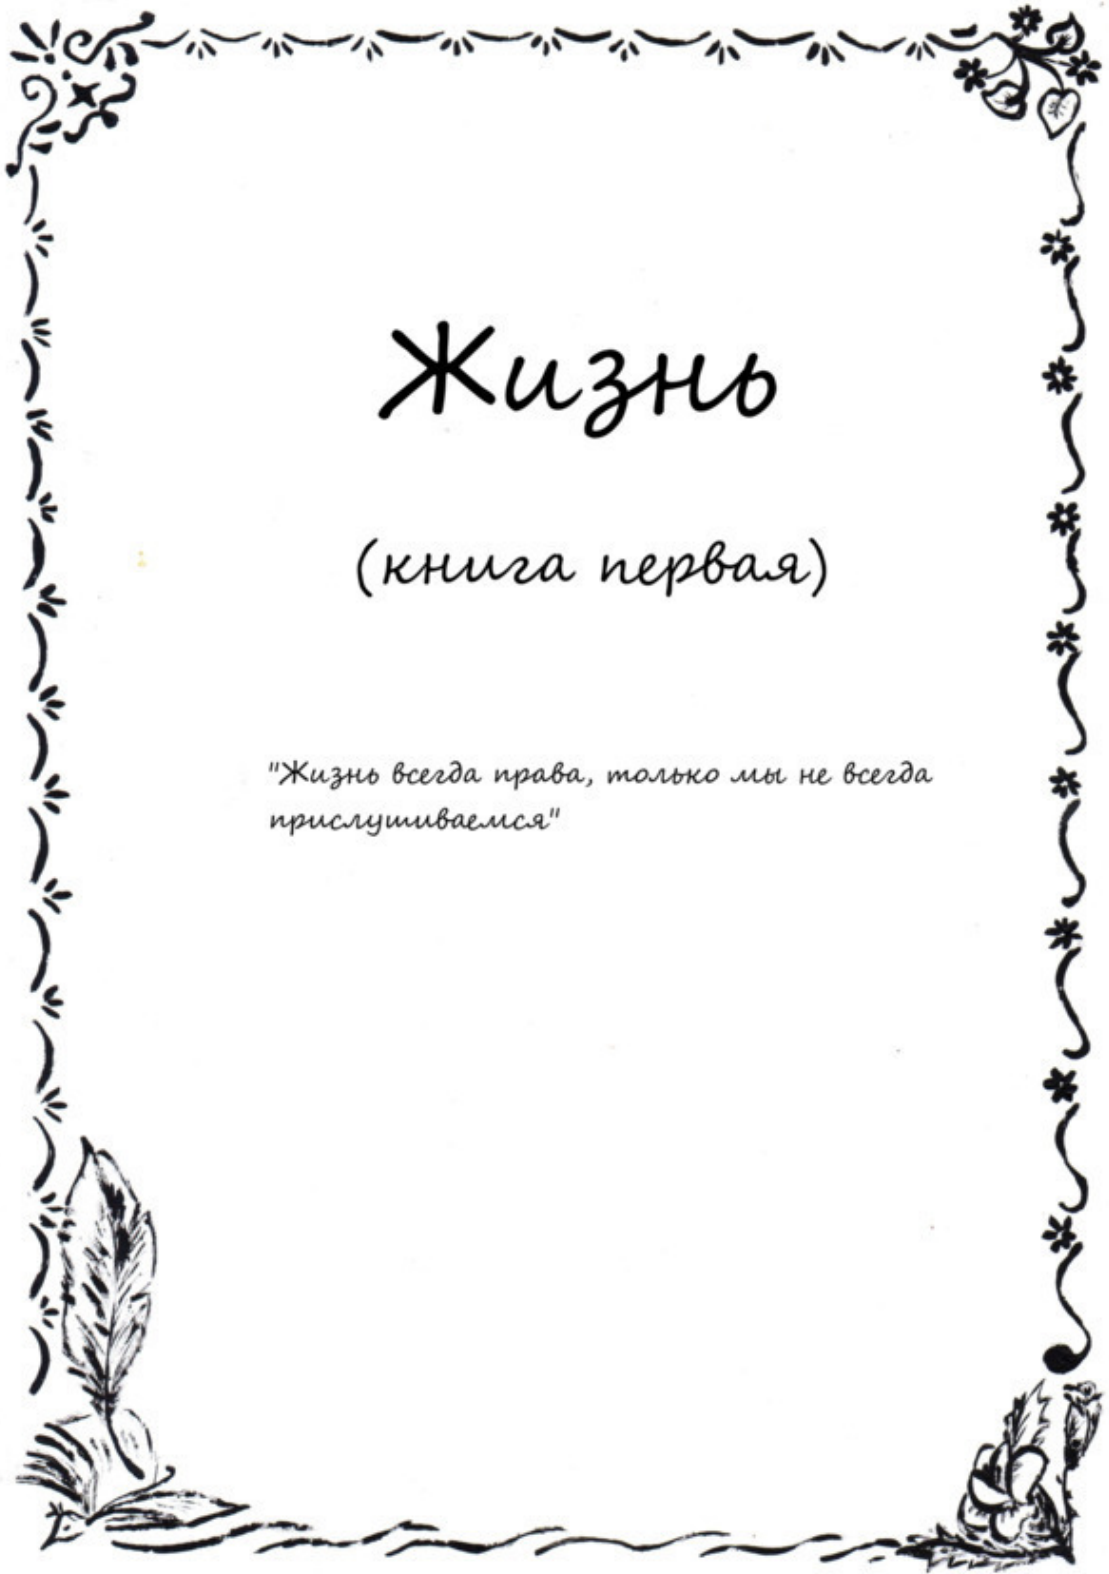 Жизнь
(книга первая)
"Жизнь всегда права, только мы не всегда
прислушиваемся"